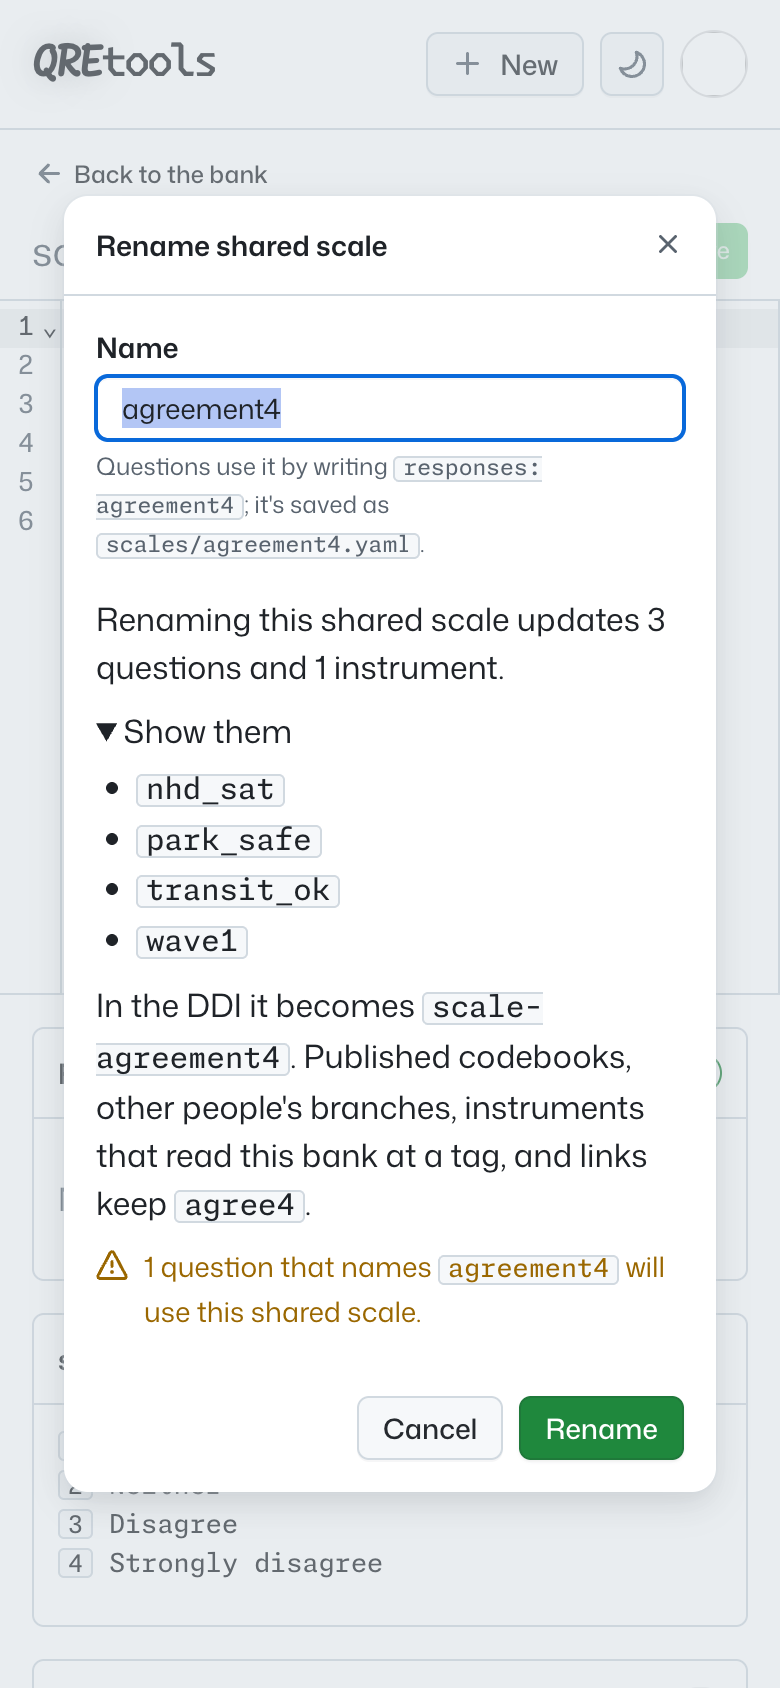 QREtools
+ New
← Back to the bank
Rename shared scale
1
2
3
4
5
6
Name
agreement4
Questions use it by writing responses:
agreement4; it's saved as
scales/agreement4.yaml.
Renaming this shared scale updates 3
questions and 1 instrument.
▼ Show them
• nhd_sat
• park_safe
• transit_ok
• wave1
In the DDI it becomes scale-
agreement4. Published codebooks,
other people's branches, instruments
that read this bank at a tag, and links
keep agree4.
1 question that names agreement4 will
use this shared scale.
Cancel
Rename
3 Disagree
4 Strongly disagree